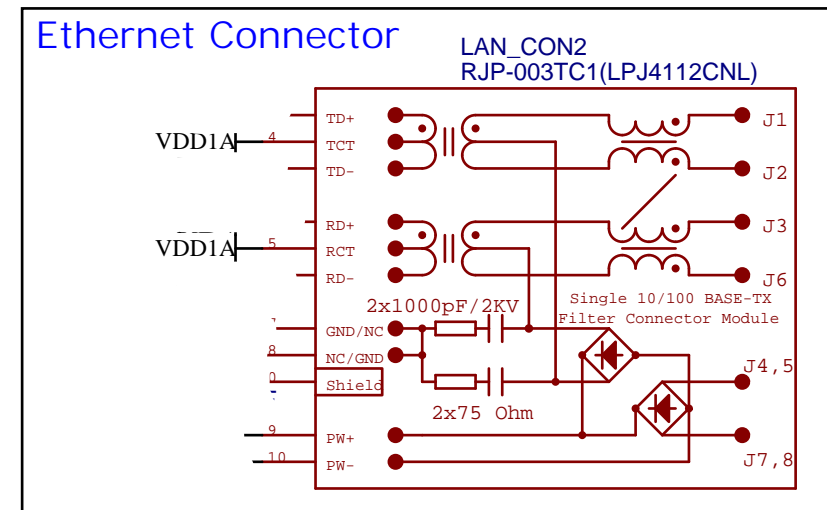 Ethernet Connector
LAN_CON2
RJP-003TC1(LPJ4112CNL)
TD+
J1
VDD1A
4
TCT
TD-
J2
RD+
J3
VDD1A
5
RCT
RD-
J6
2x1000pF/2KV
Single 10/100 BASE-TX
GND/NC
Filter Connector Module
8
NC/GND
J4,5
0
Shield
2x75 Ohm
9
PW+
10
PW-
J7,8